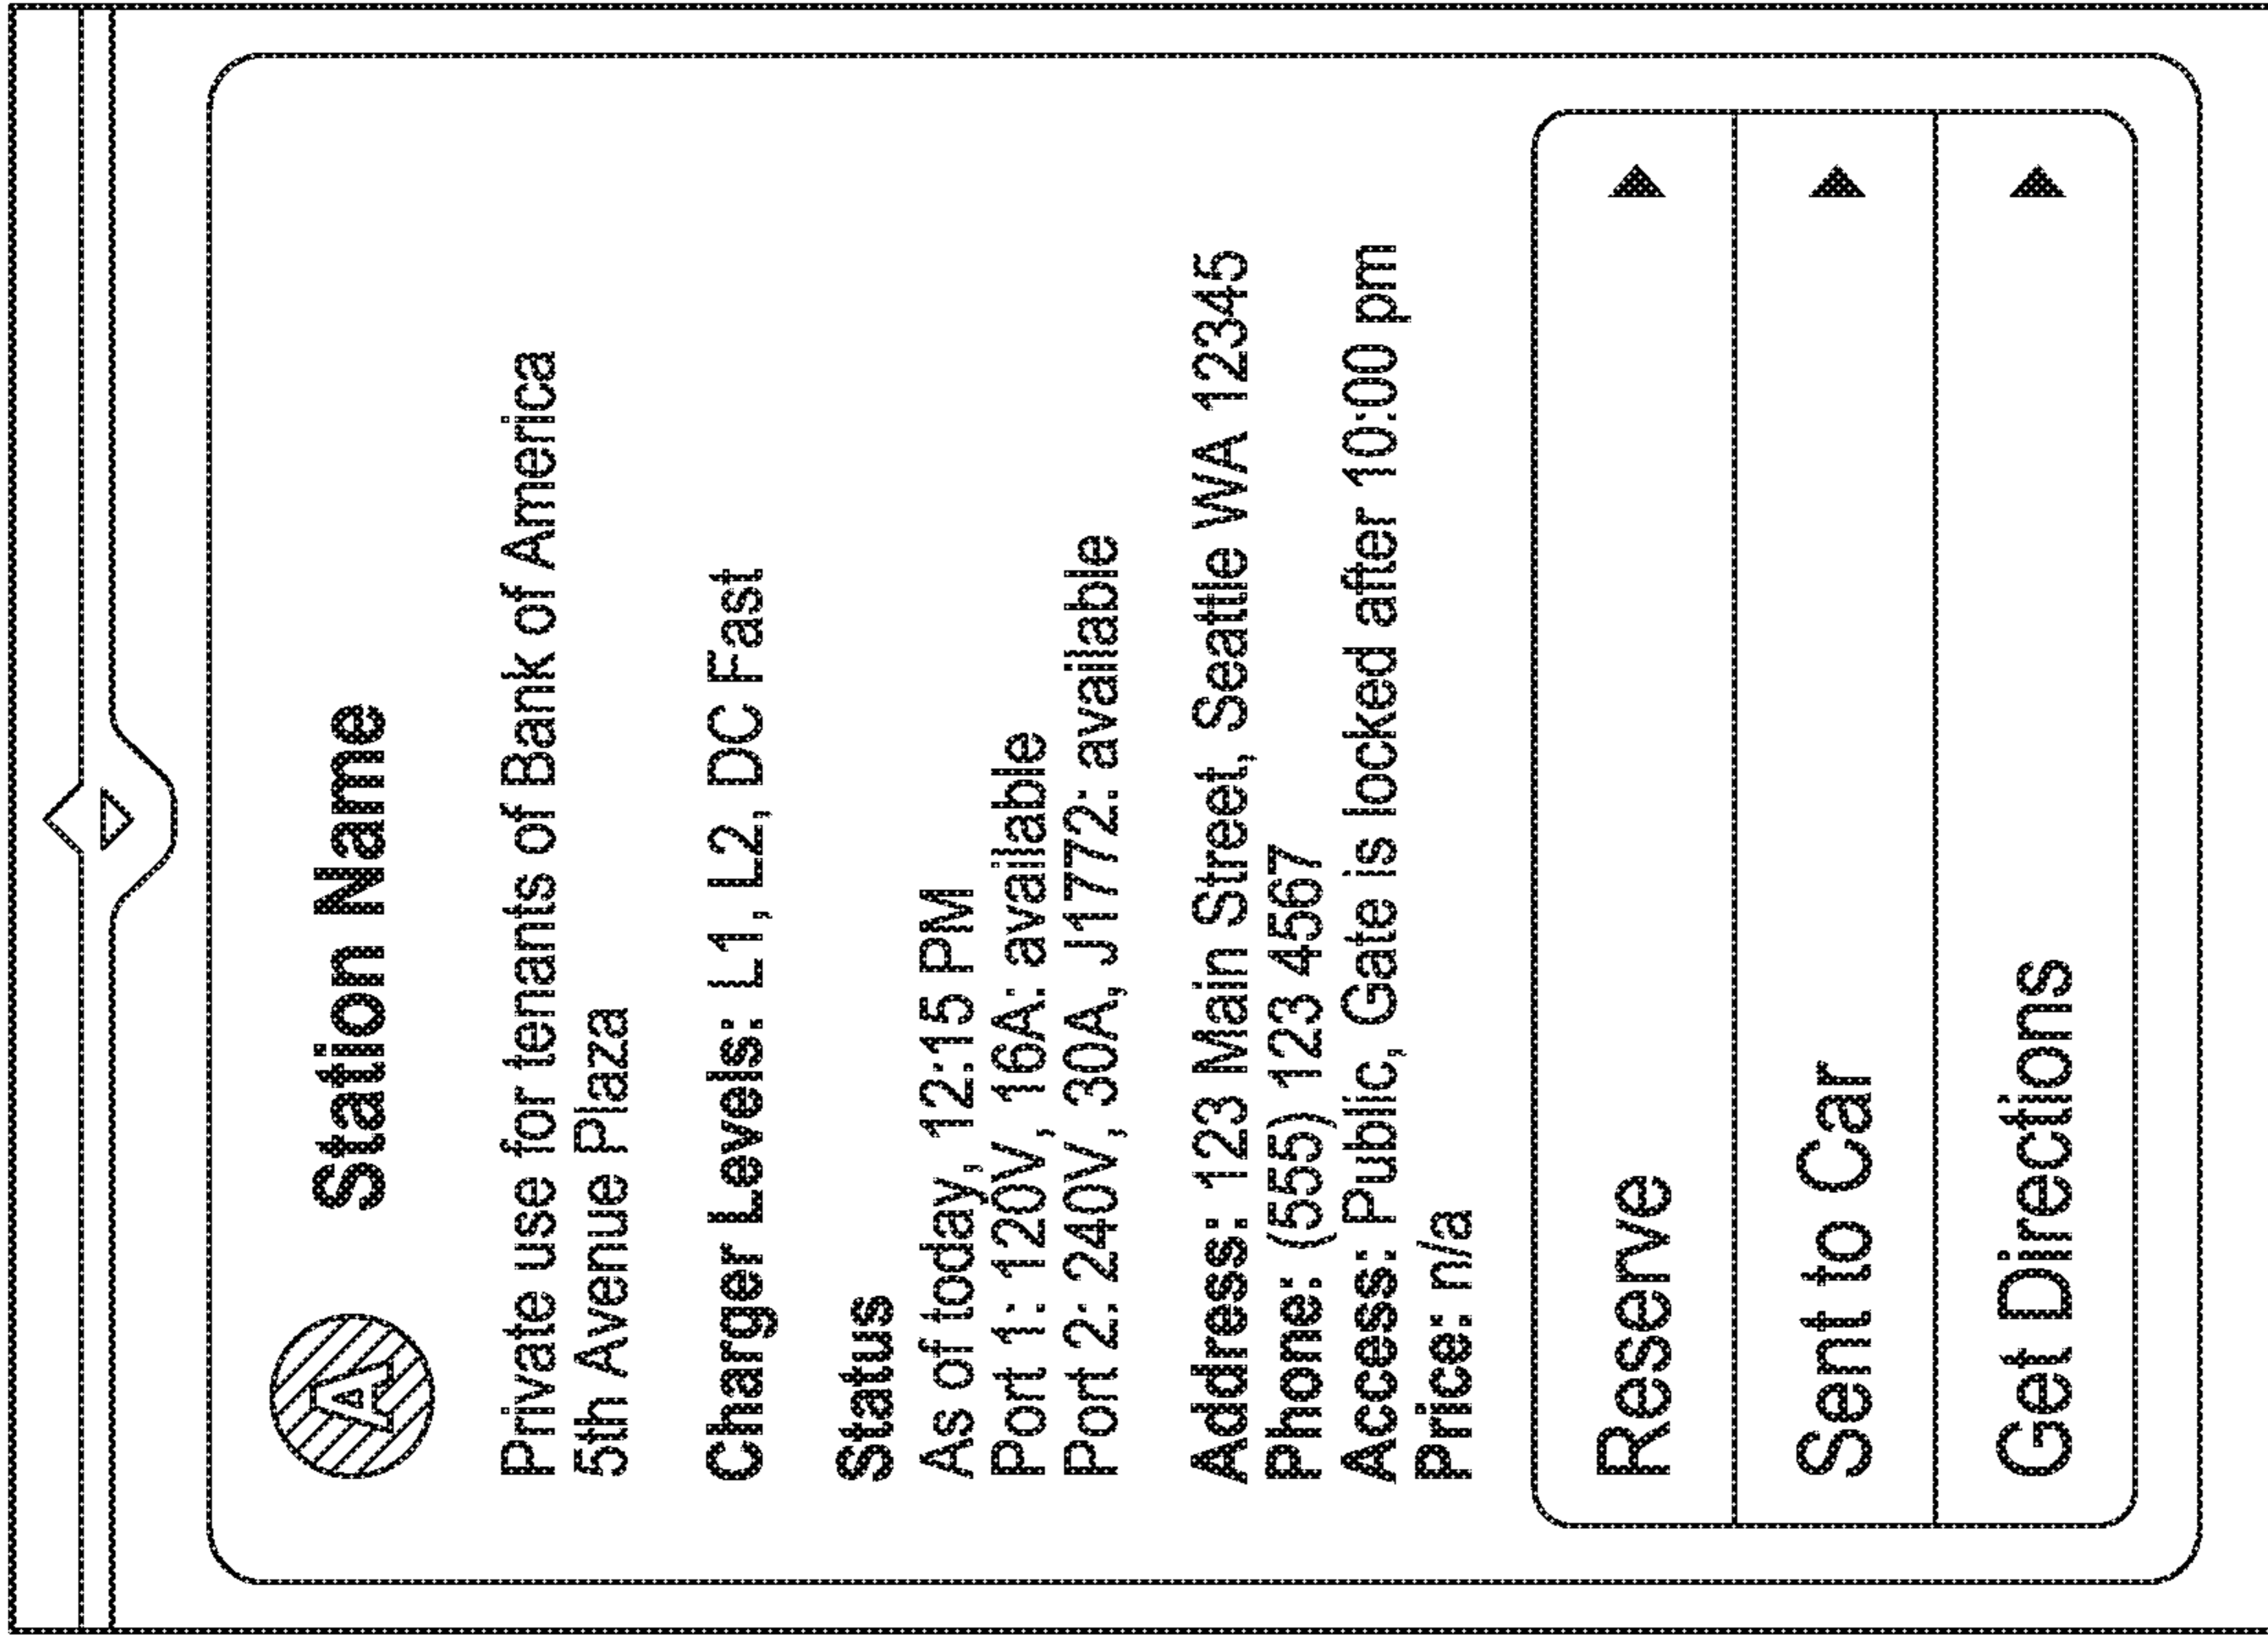 A Station Name
Private use for tenants of Bank of America
5th Avenue Plaza
Charger Levels: L1, L2, DC Fast
Status
As of today, 12:15 PM
Port 1: 120V, 16A: available
Port 2: 240V, 30A, J1772: available
Address: 123 Main Street, Seattle WA 12345
Phone: (555) 123 4567
Access: Public, Gate is locked after 10:00 pm
Price: n/a
Reserve
Sent to Car
Get Directions